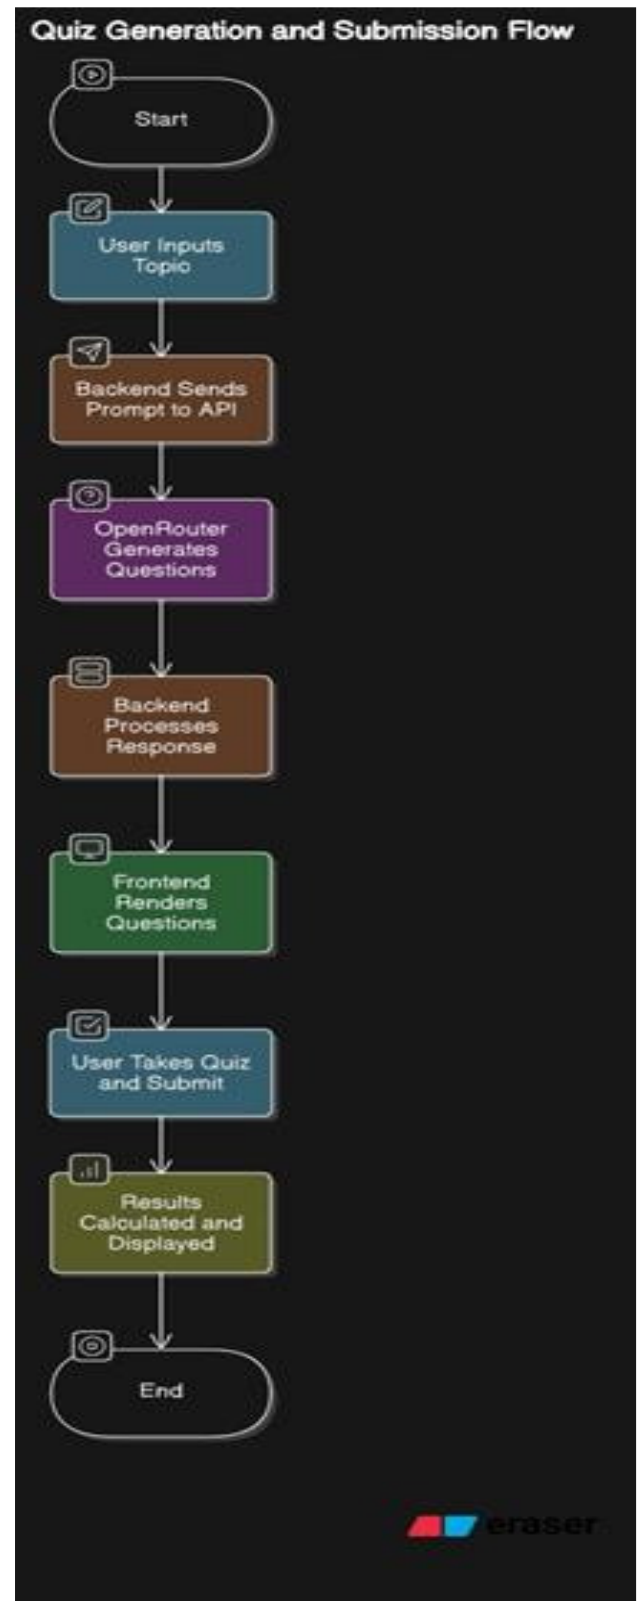 Quiz Generation and Submission Flow
Start
User Inputs
Topic
Backend Sends
Prompt to API
OpenRouter
Generates
Questions
Backend
Processes
Response
Frontend
Renders
Questions
User Takes Quiz
and Submit
Results
Calculated and
Displayed
End
eraser